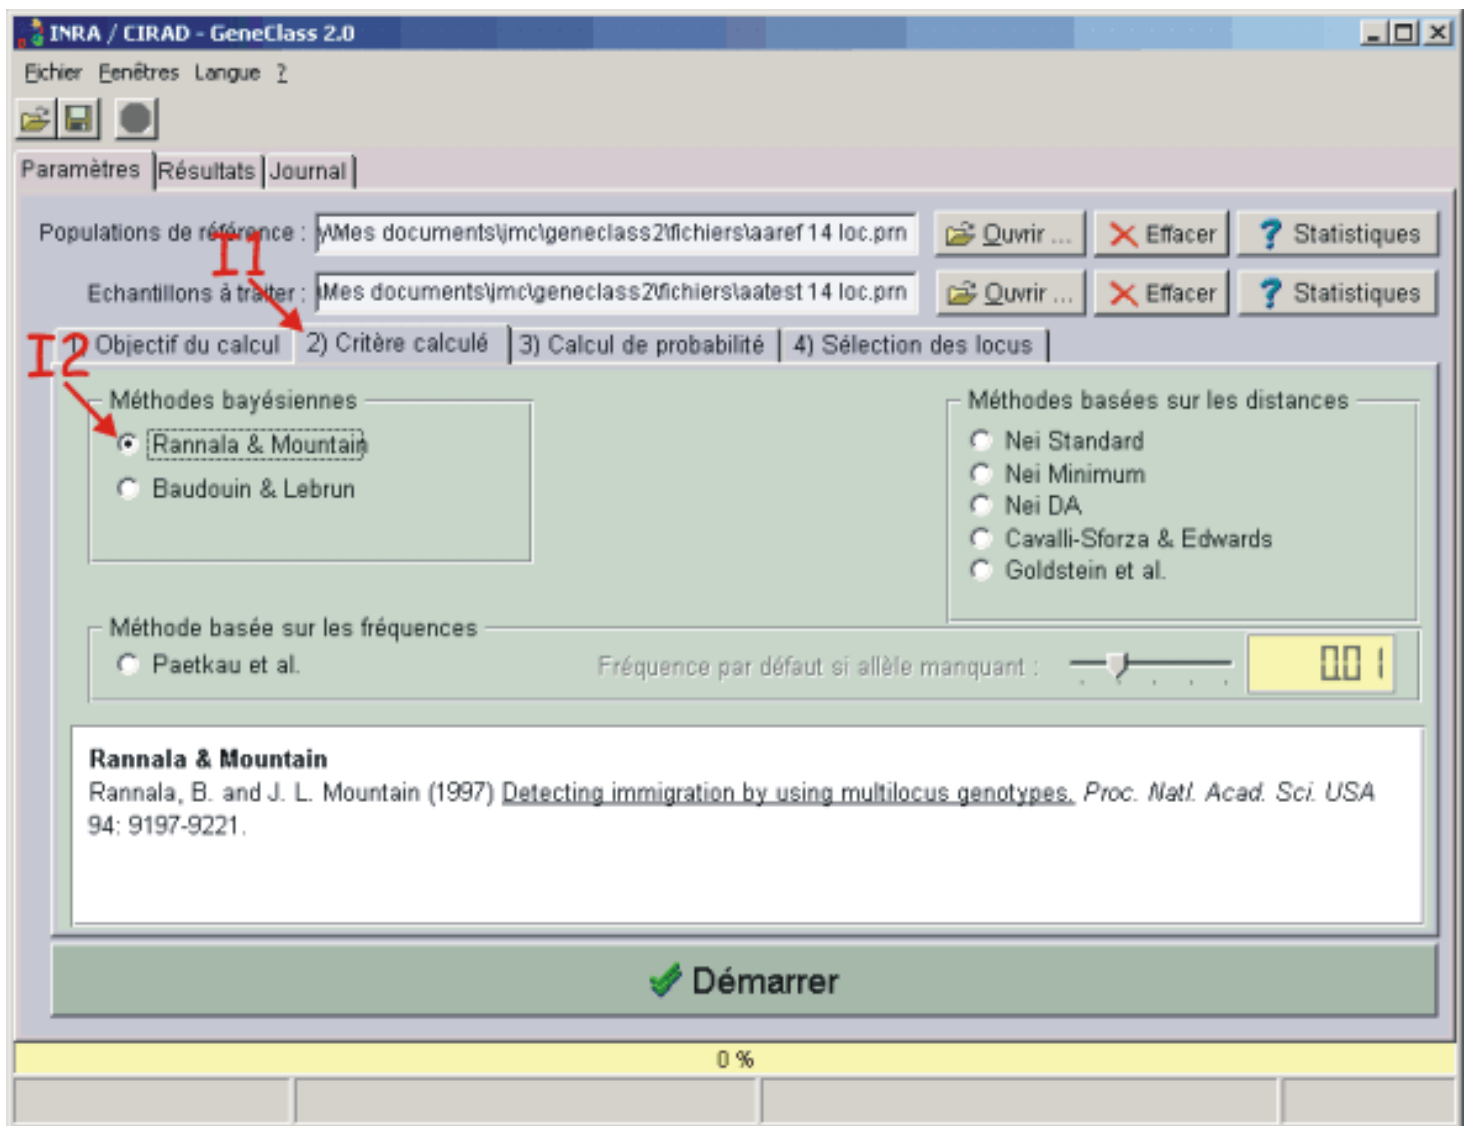 INRA / CIRAD - GeneClass 2.0
Fichier Fenêtres Langue ?
Paramètres Résultats Journal
Populations de référence : y\Mes documents\jmc\geneclass2\fichiers\aaref 14 loc.prn Ouvrir ... Effacer ? Statistiques
I1
Echantillons à traiter : \Mes documents\jmc\geneclass2\fichiers\aatest 14 loc.prn Ouvrir ... Effacer ? Statistiques
1) Objectif du calcul 2) Critère calculé 3) Calcul de probabilité 4) Sélection des locus
I2
Méthodes bayésiennes
Rannala & Mountain
Baudouin & Lebrun
Méthodes basées sur les distances
Nei Standard
Nei Minimum
Nei DA
Cavalli-Sforza & Edwards
Goldstein et al.
Méthode basée sur les fréquences
Paetkau et al. Fréquence par défaut si allèle manquant : 0.01
Rannala & Mountain
Rannala, B. and J. L. Mountain (1997) Detecting immigration by using multilocus genotypes. Proc. Natl. Acad. Sci. USA
94: 9197-9221.
Démarrer
0 %